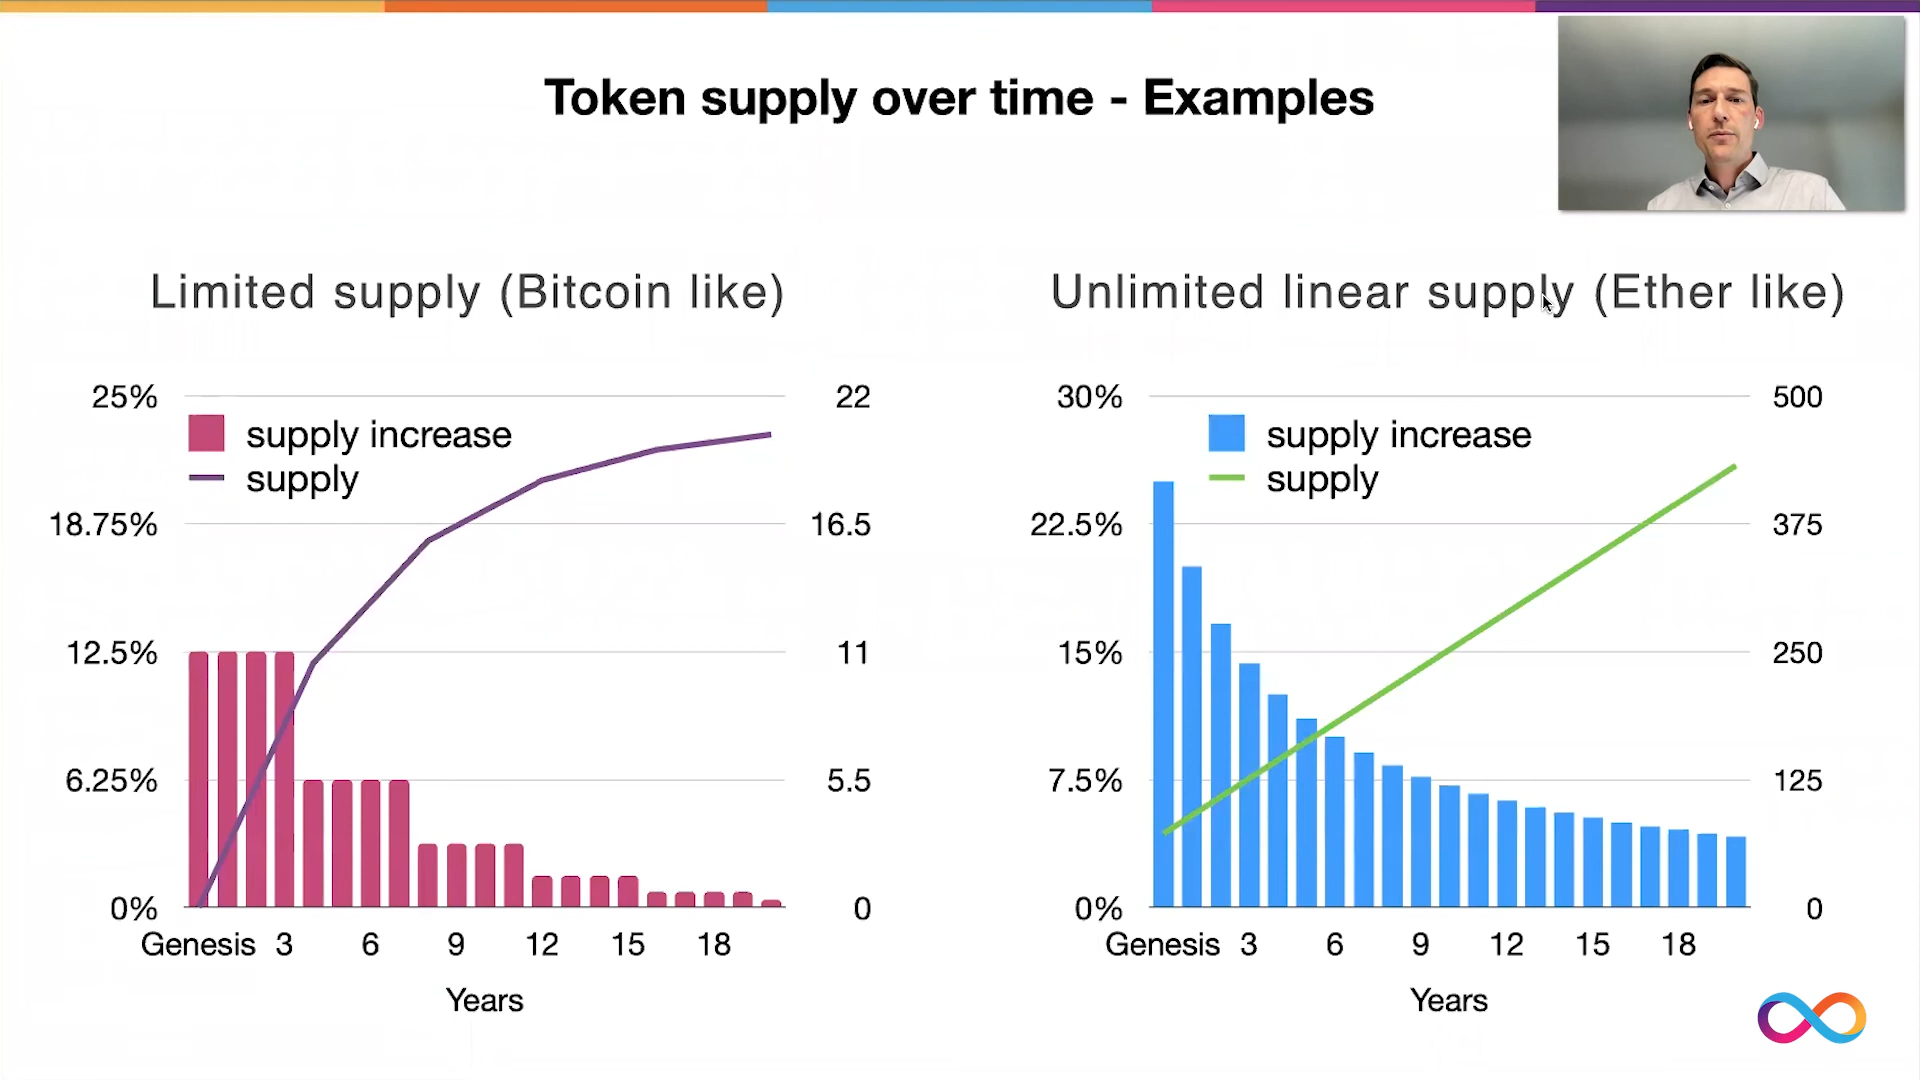 Token supply over time - Examples
Limited supply (Bitcoin like)
25%
22
supply increase
supply
18.75%
16.5
12.5%
11
6.25%
5.5
0%
0
Genesis 3 6 9 12 15 18
Years
Unlimited linear supply (Ether like)
30%
500
supply increase
supply
22.5%
375
15%
250
7.5%
125
0%
0
Genesis 3 6 9 12 15 18
Years